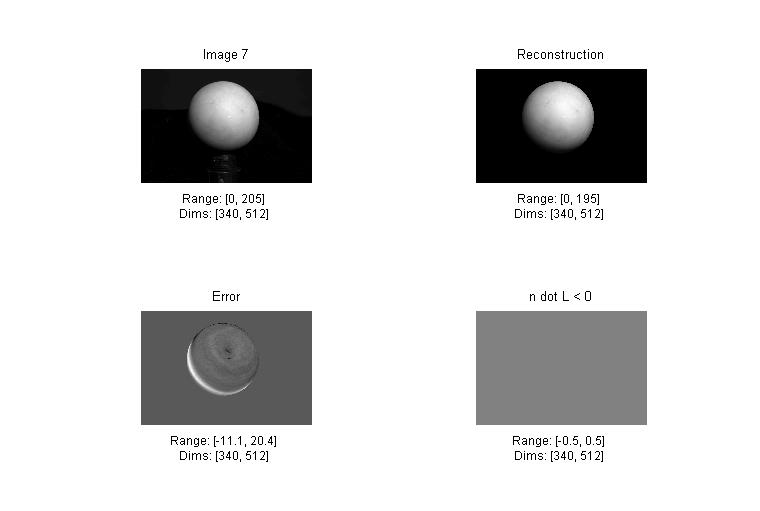 Image 7
Reconstruction
Range: [0, 205]
Dims: [340, 512]
Range: [0, 195]
Dims: [340, 512]
Error
n dot L < 0
Range: [-11.1, 20.4]
Dims: [340, 512]
Range: [-0.5, 0.5]
Dims: [340, 512]